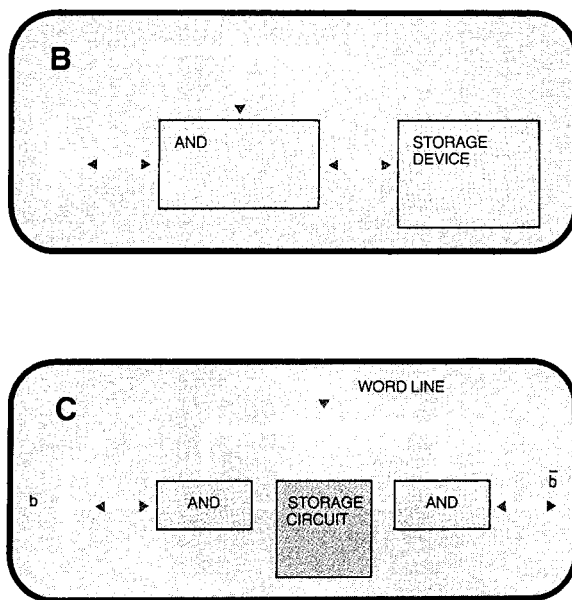 B
AND
STORAGE
DEVICE
C
WORD LINE
b
AND
STORAGE
CIRCUIT
AND
b̅